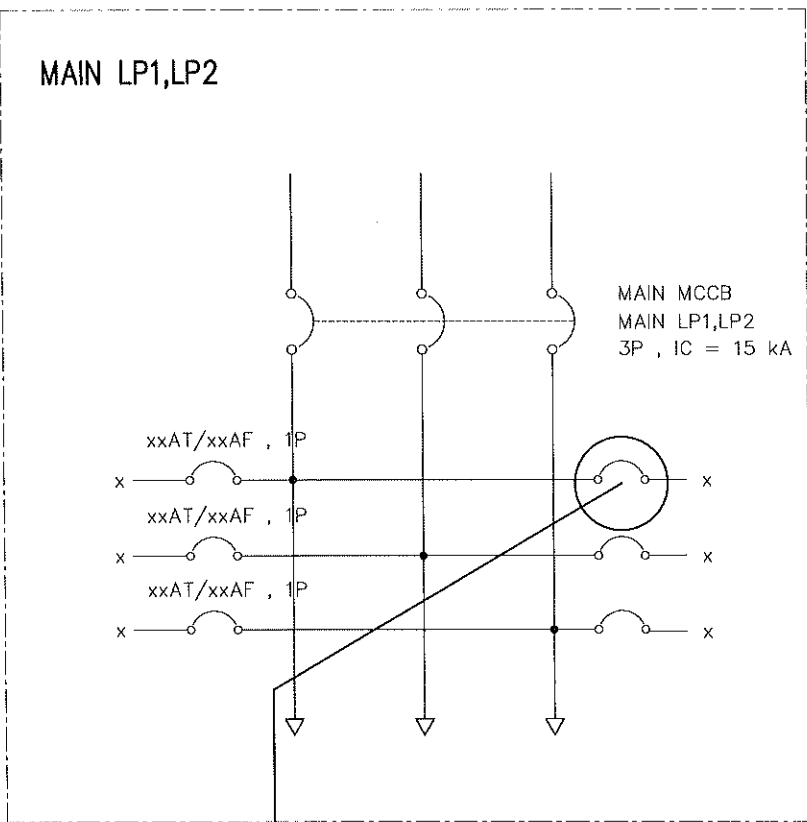 MAIN LP1,LP2
MAIN MCCB
MAIN LP1,LP2
3P , IC = 15 kA
xxAT/xxAF , 1P
x x
xxAT/xxAF , 1P
x x
xxAT/xxAF , 1P
x x